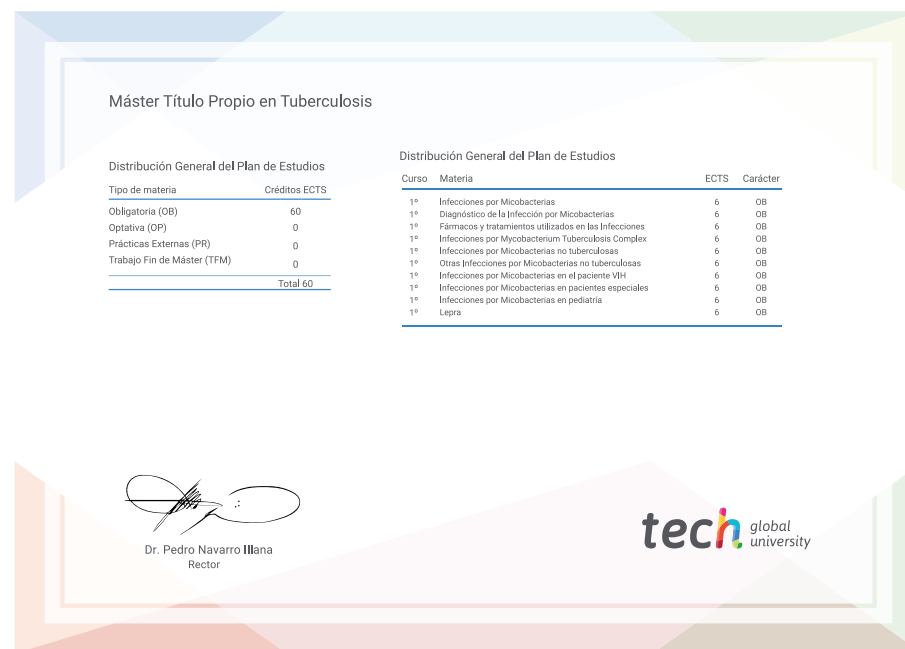 Máster Título Propio en Tuberculosis
Distribución General del Plan de Estudios
Tipo de materia Créditos ECTS
Obligatoria (OB) 60
Optativa (OP) 0
Prácticas Externas (PR) 0
Trabajo Fin de Máster (TFM) 0
Total 60
Distribución General del Plan de Estudios
Curso Materia ECTS Carácter
1º Infecciones por Micobacterias 6 OB
1º Diagnóstico de la Infección por Micobacterias 6 OB
1º Fármacos y tratamientos utilizados en las Infecciones 6 OB
1º Infecciones por Mycobacterium Tuberculosis Complex 6 OB
1º Infecciones por Micobacterias no tuberculosas 6 OB
1º Otras Infecciones por Micobacterias no tuberculosas 6 OB
1º Infecciones por Micobacterias en el paciente VIH 6 OB
1º Infecciones por Micobacterias en pacientes especiales 6 OB
1º Infecciones por Micobacterias en pediatría 6 OB
1º Lepra 6 OB
Dr. Pedro Navarro Illana
Rector
tech global
university